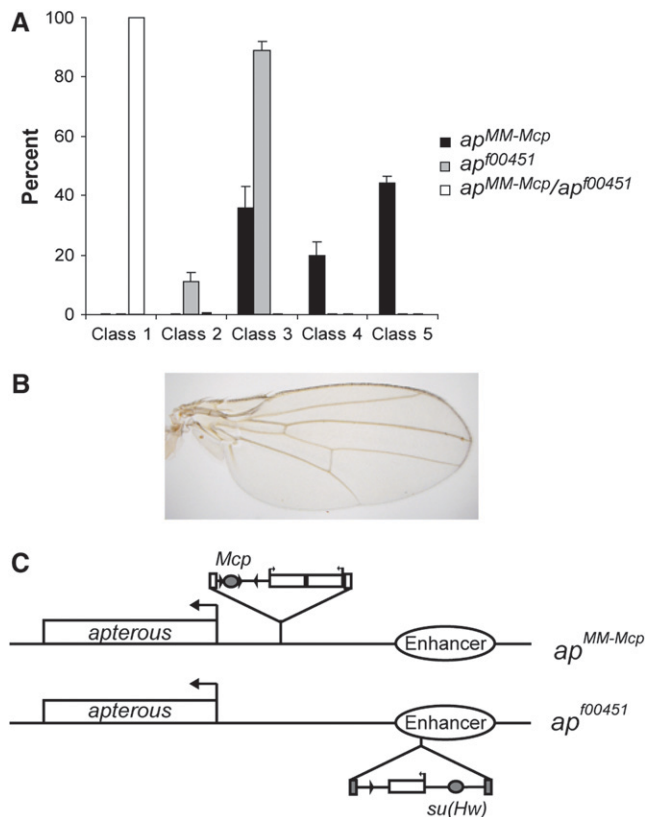 A
Percent
100
80
60
40
20
0
Class 1 Class 2 Class 3 Class 4 Class 5
ap^MM-Mcp
ap^f00451
ap^MM-Mcp/ap^f00451
B
C
Mcp
apterous
Enhancer
ap^MM-Mcp
apterous
Enhancer
ap^f00451
su(Hw)